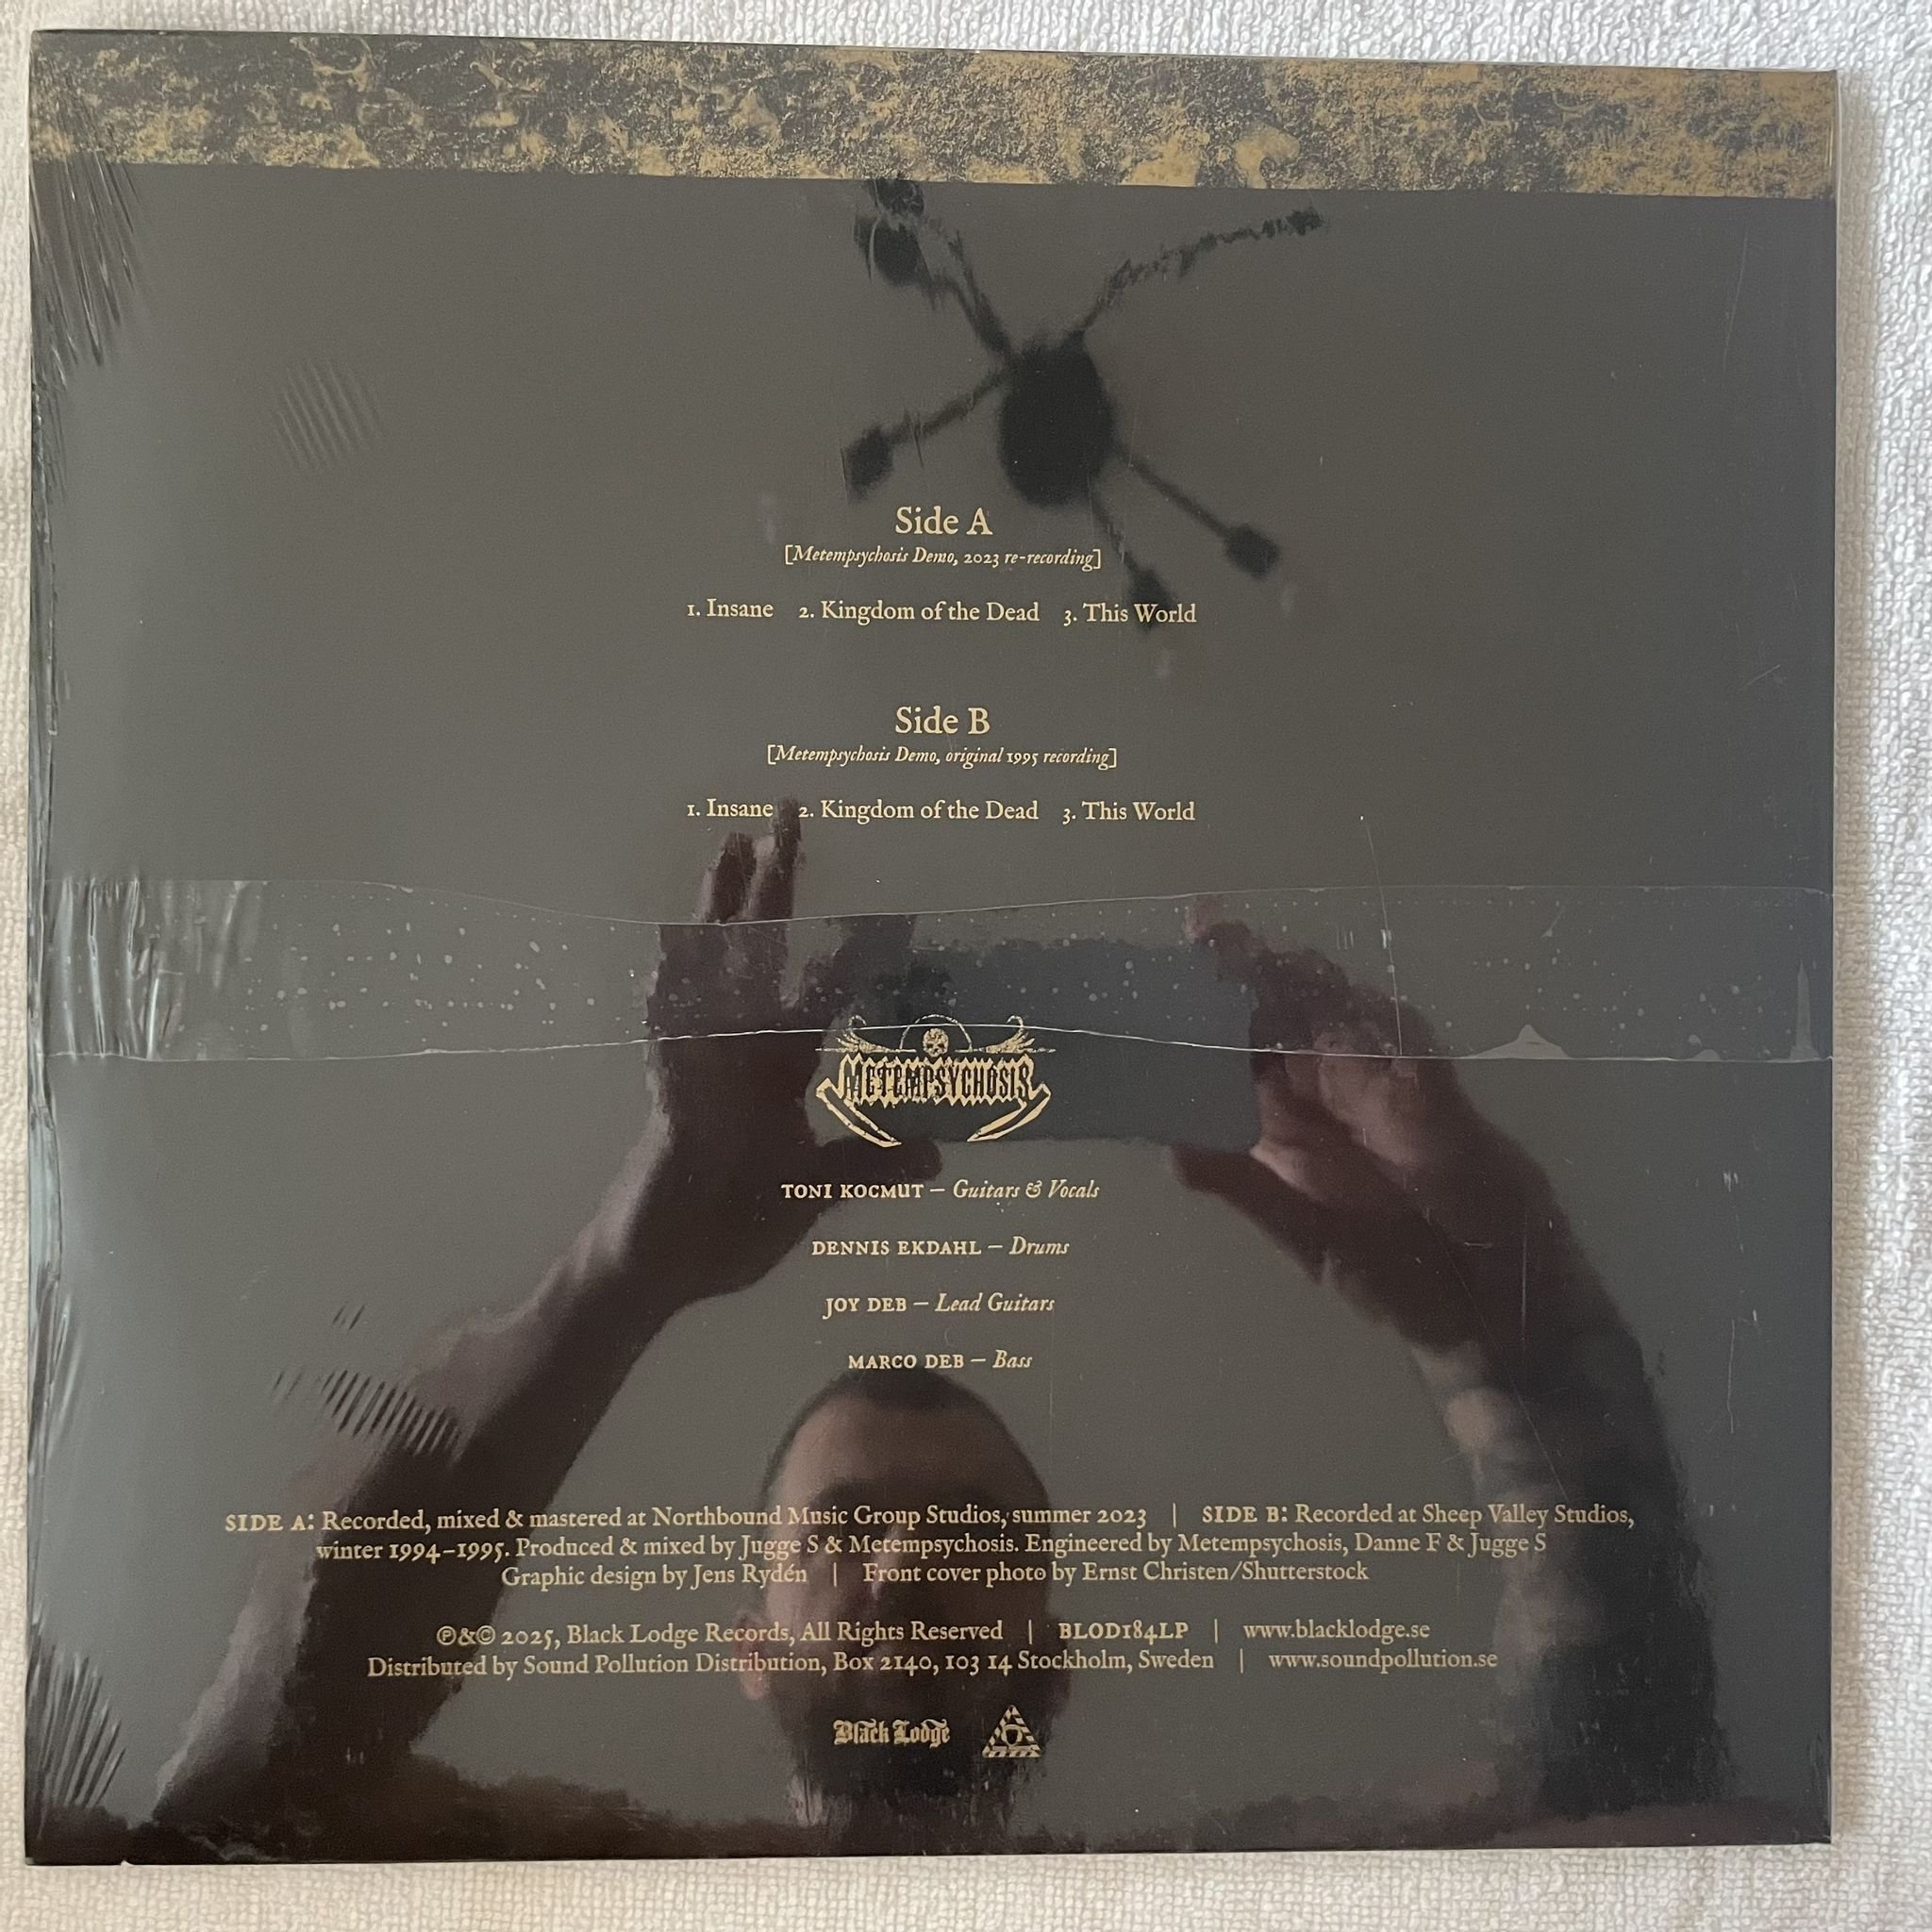 Side A
[Metempsychosis Demo, 2023 re-recording]
1. Insane 2. Kingdom of the Dead 3. This World
Side B
[Metempsychosis Demo, original 1995 recording]
1. Insane 2. Kingdom of the Dead 3. This World
METEMPSYCHOSIS
TONI KOCMUT – Guitars & Vocals
DENNIS EKDAHL – Drums
JOY DEB – Lead Guitars
MARCO DEB – Bass
SIDE A: Recorded, mixed & mastered at Northbound Music Group Studios, summer 2023 | SIDE B: Recorded at Sheep Valley Studios,
winter 1994–1995. Produced & mixed by Jugge S & Metempsychosis. Engineered by Metempsychosis, Danne F & Jugge S
Graphic design by Jens Rydén | Front cover photo by Ernst Christen/Shutterstock
℗&© 2025, Black Lodge Records, All Rights Reserved | BLOD184LP | www.blacklodge.se
Distributed by Sound Pollution Distribution, Box 2140, 103 14 Stockholm, Sweden | www.soundpollution.se
Black Lodge